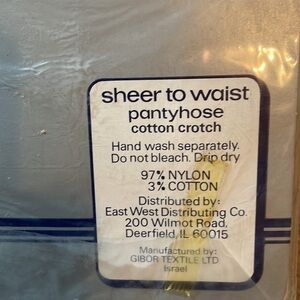 sheer to waist
pantyhose
cotton crotch
Hand wash separately.
Do not bleach. Drip dry
97% NYLON
3% COTTON
Distributed by:
East West Distributing Co.
200 Wilmot Road,
Deerfield, IL 60015
Manufactured by:
GIBOR TEXTILE LTD.
Israel